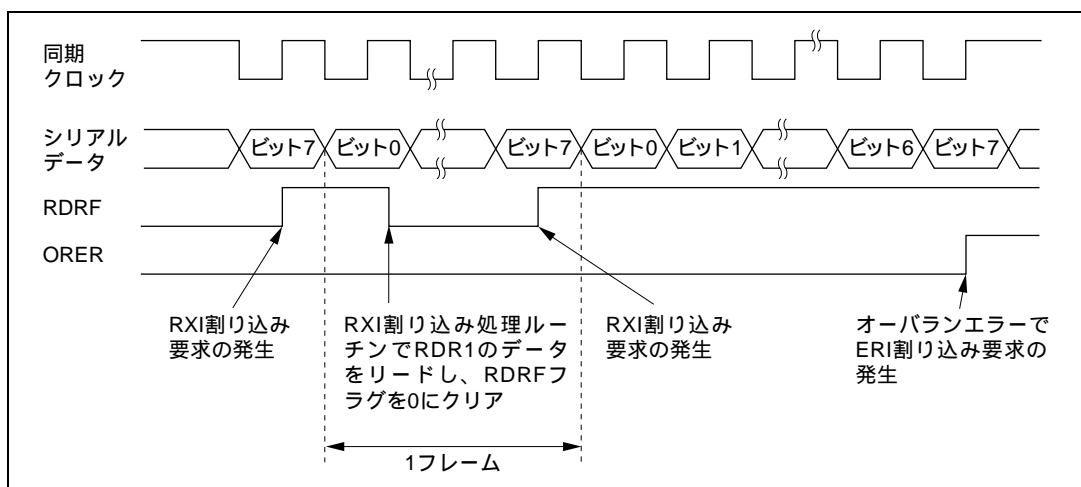 同期
クロック
シリアル
データ
ビット7 ビット0 ビット7 ビット0 ビット1 ビット6 ビット7
RDRF
ORER
RXI割り込み
要求の発生
RXI割り込み処理ルー
チンでRDR1のデータ
をリードし、RDRFフ
ラグを0にクリア
RXI割り込み
要求の発生
オーバランエラーで
ERI割り込み要求の
発生
1フレーム